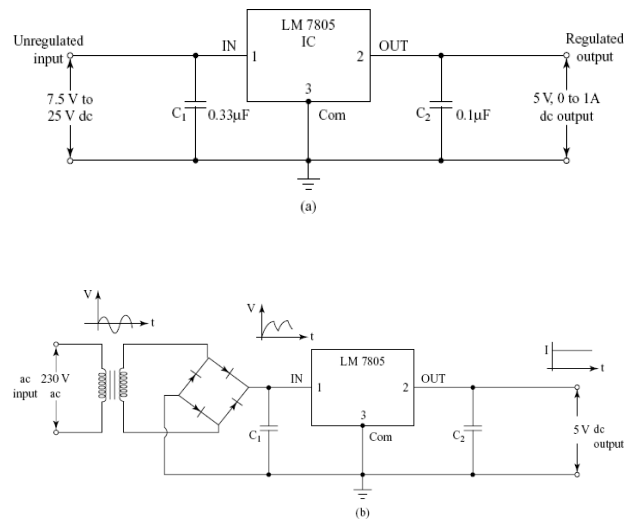 LM 7805
IC
Unregulated
input
IN
1
2
OUT
Regulated
output
7.5 V to
25 V dc
C1
0.33μF
3
Com
C2
0.1μF
5 V, 0 to 1A
dc output
(a)
V
t
V
t
I
t
ac
input
230 V
ac
LM 7805
IN
1
2
OUT
3
Com
C1
C2
5 V dc
output
(b)